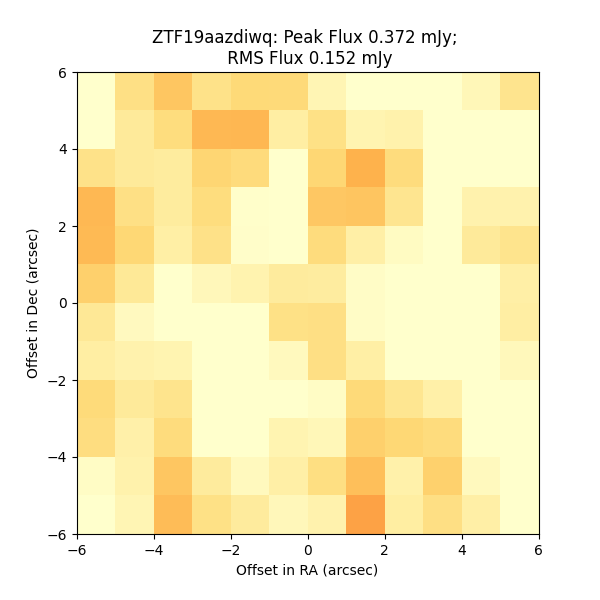 ZTF19aazdiwq: Peak Flux 0.372 mJy;
RMS Flux 0.152 mJy
6
4
2
0
−2
−4
−6
Offset in Dec (arcsec)
−6 −4 −2 0 2 4 6
Offset in RA (arcsec)